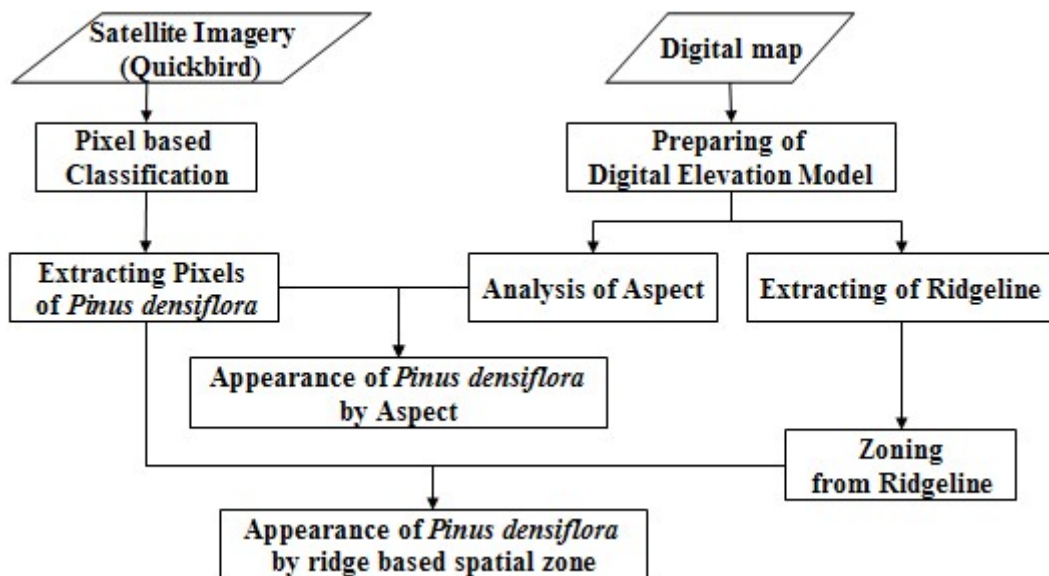 Satellite Imagery
(Quickbird)
Digital map
Pixel based
Classification
Preparing of
Digital Elevation Model
Extracting Pixels
of Pinus densiflora
Analysis of Aspect
Extracting of Ridgeline
Appearance of Pinus densiflora
by Aspect
Zoning
from Ridgeline
Appearance of Pinus densiflora
by ridge based spatial zone